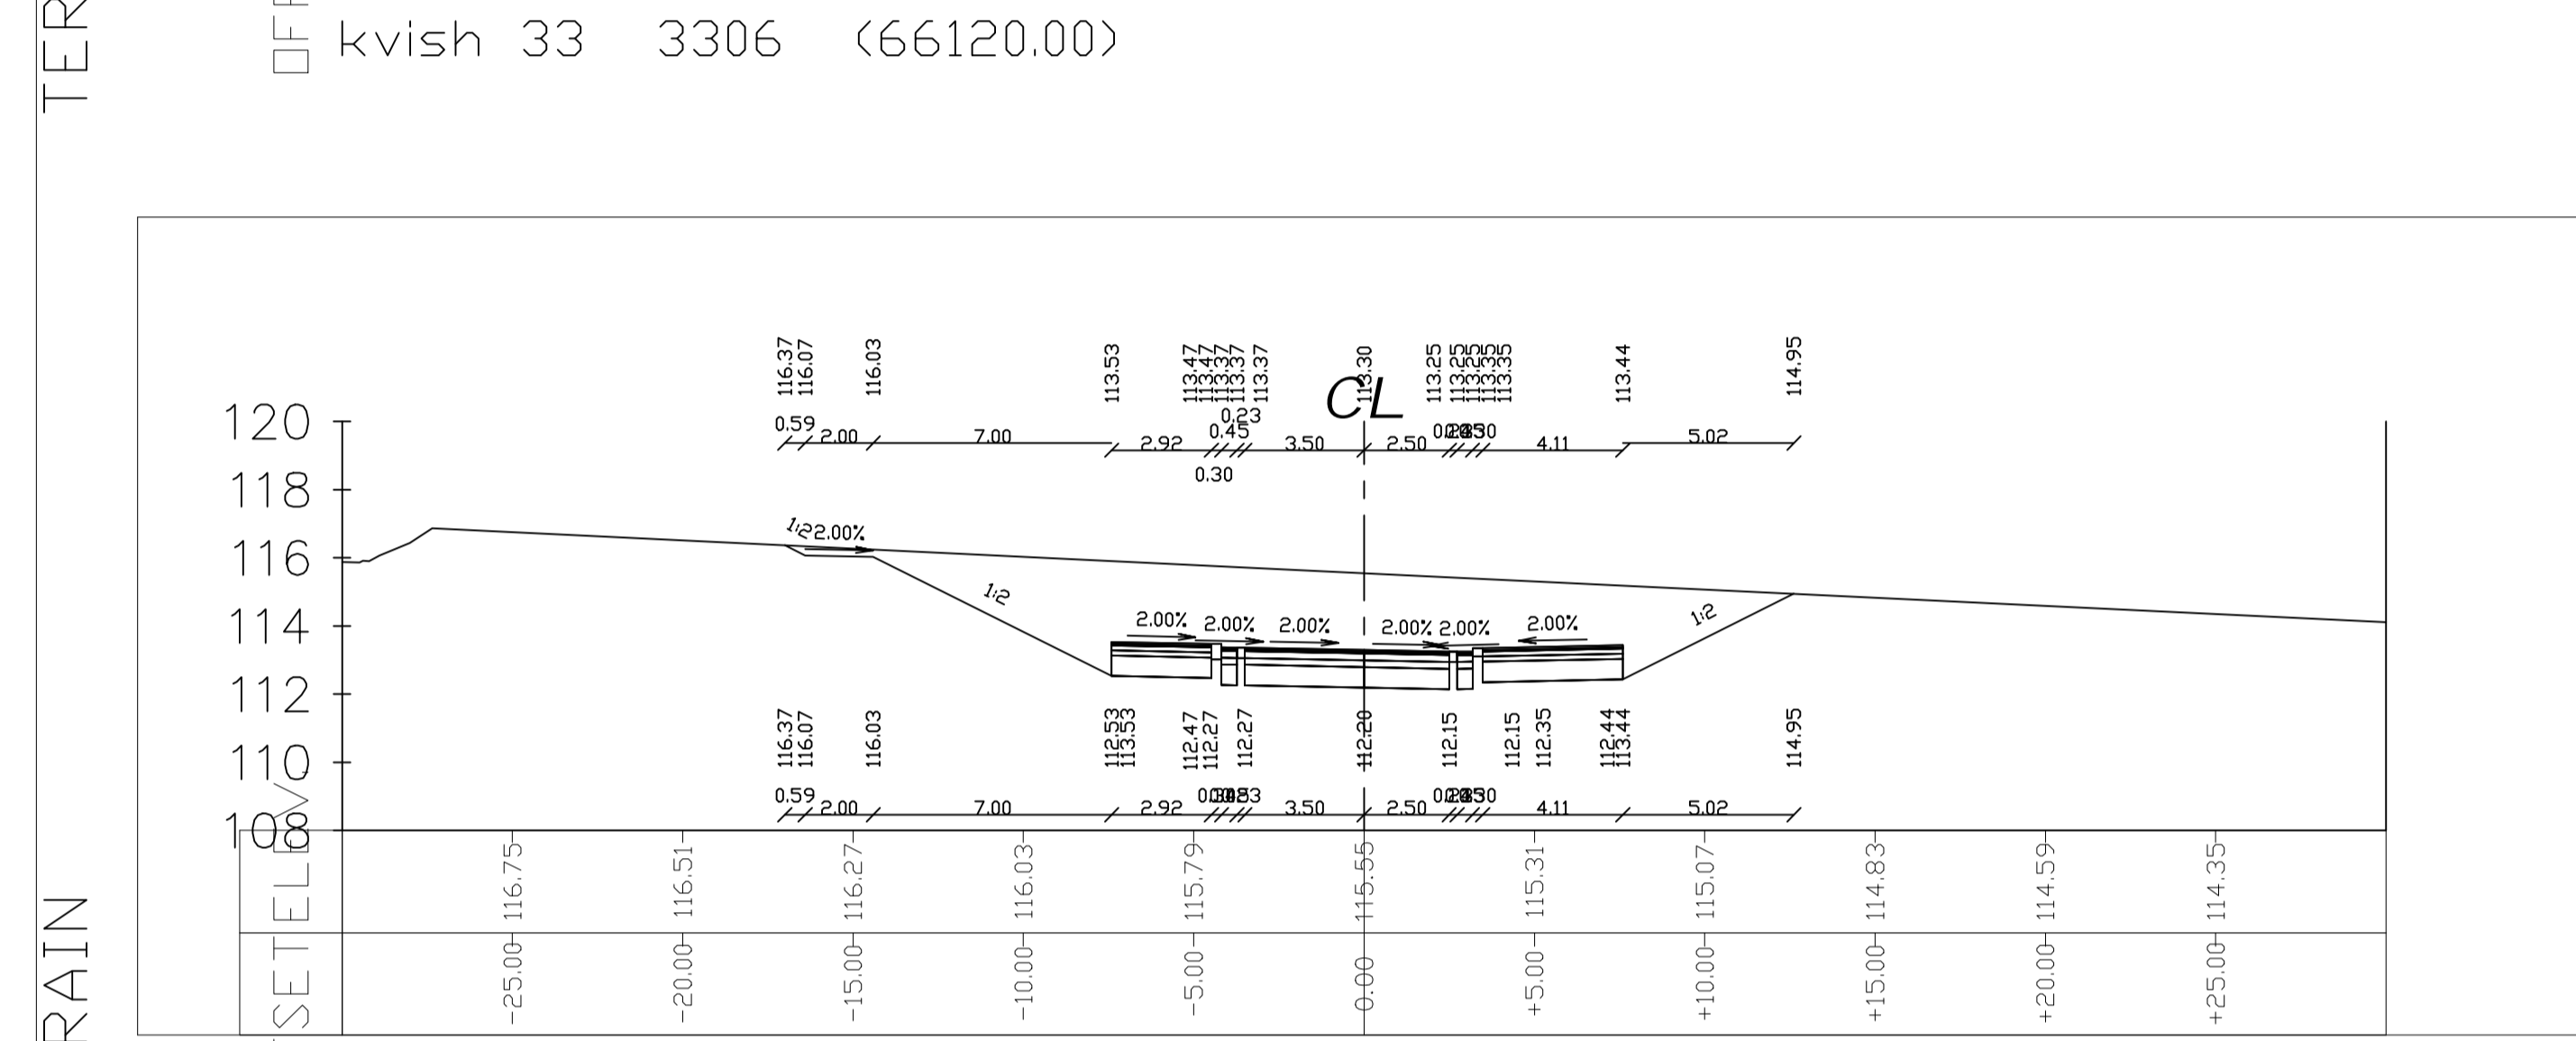 kvish 33 3306 (66120.00)
TER
OF
116.37 116.07 116.03 113.53 113.47 113.47 113.37 113.37 113.37 113.30 113.25 113.25 113.25 113.35 113.35 113.44 114.95
CL
120
0.59 2.00 7.00 2.92 0.45 0.23 3.50 2.50 4.11 5.02
0.30
118
1:2 2.00%
116
1:2 1:2
114
2.00% 2.00% 2.00% 2.00% 2.00% 2.00%
112
116.37 116.07 116.03 112.53 113.53 112.47 112.27 112.27 112.20 112.15 112.15 112.35 112.44 113.44 114.95
110
0.59 2.00 7.00 2.92 3.50 2.50 4.11 5.02
108
SET ELEV.
116.75 116.51 116.27 116.03 115.79 115.55 115.31 115.07 114.83 114.59 114.35
RAIN
-25.00 -20.00 -15.00 -10.00 -5.00 0.00 +5.00 +10.00 +15.00 +20.00 +25.00